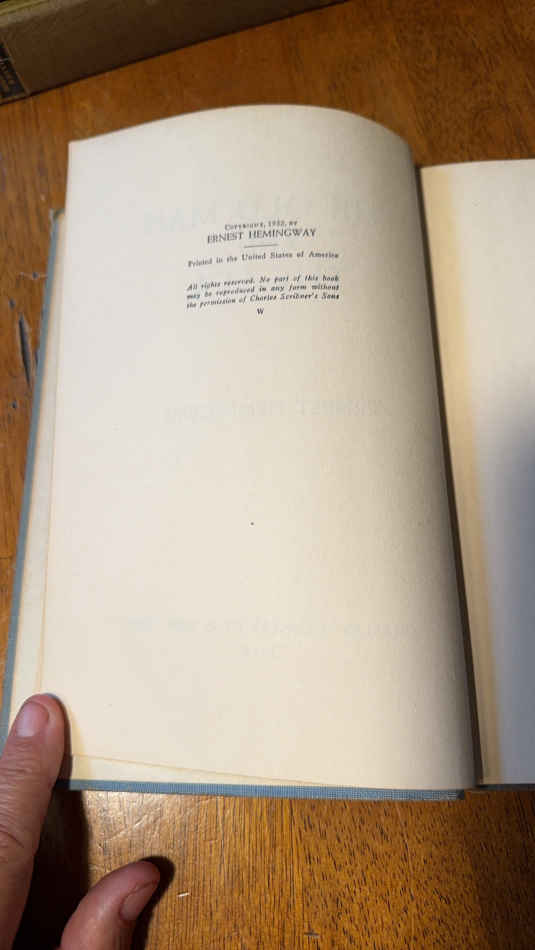 COPYRIGHT, 1952, BY
ERNEST HEMINGWAY
Printed in the United States of America
All rights reserved. No part of this book
may be reproduced in any form without
the permission of Charles Scribner's Sons
W